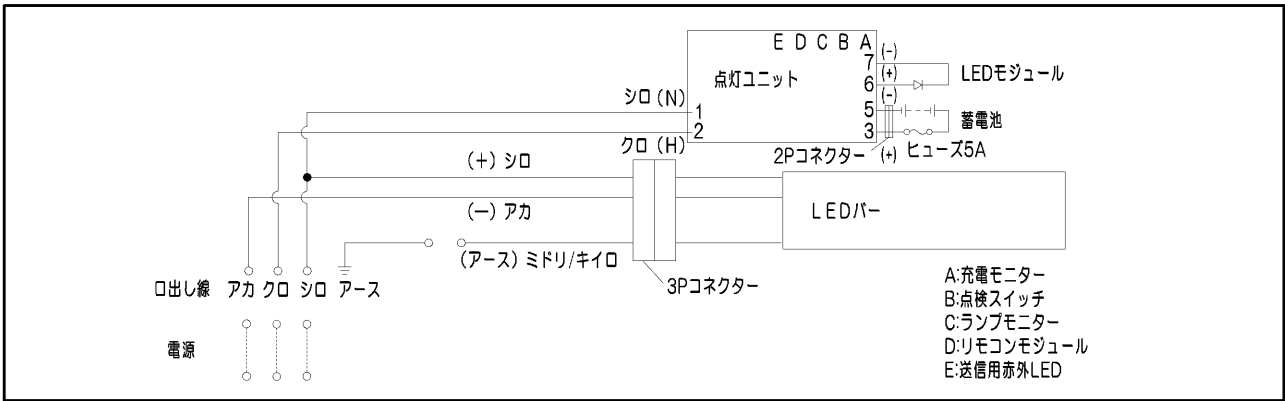 E D C B A
点灯ユニット
7
6
5
3
(-)
(+)
(-)
(+)
LEDモジュール
蓄電池
ヒューズ5A
2Pコネクター
シロ (N)
1
2
クロ (H)
(+) シロ
(-) アカ
(アース) ミドリ/キイロ
LEDバー
3Pコネクター
口出し線 アカ クロ シロ アース
電源
A:充電モニター
B:点検スイッチ
C:ランプモニター
D:リモコンモジュール
E:送信用赤外LED